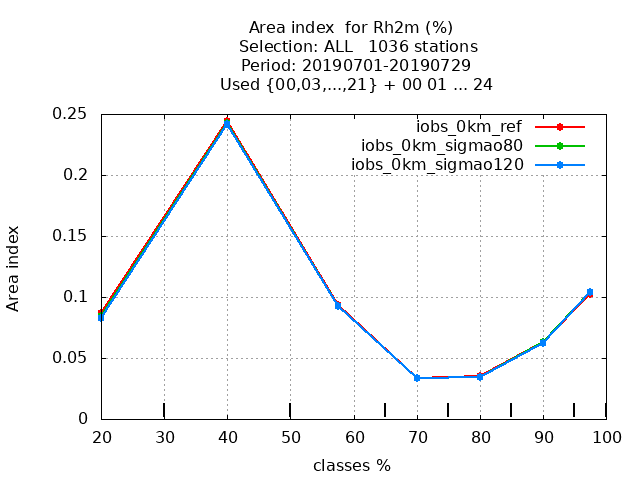 Area index  for Rh2m (%)
Selection: ALL   1036 stations
Period: 20190701-20190729
Used {00,03,...,21} + 00 01 ... 24
iobs_0km_ref
iobs_0km_sigmao80
iobs_0km_sigmao120
Area index
0.25
0.2
0.15
0.1
0.05
0
20 30 40 50 60 70 80 90 100
classes %